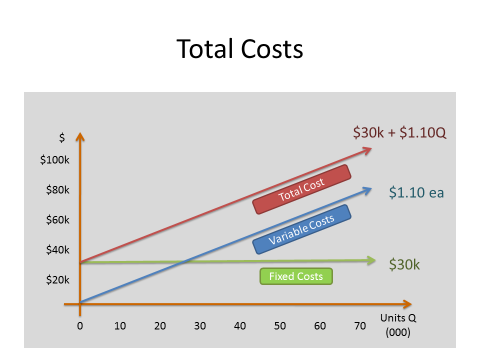 Total Costs
$30k + $1.10Q
$
$100k
Total Cost
$80k
$1.10 ea
Variable Costs
$60k
$40k
$30k
$20k
Fixed Costs
0 10 20 30 40 50 60 70
Units Q
(000)